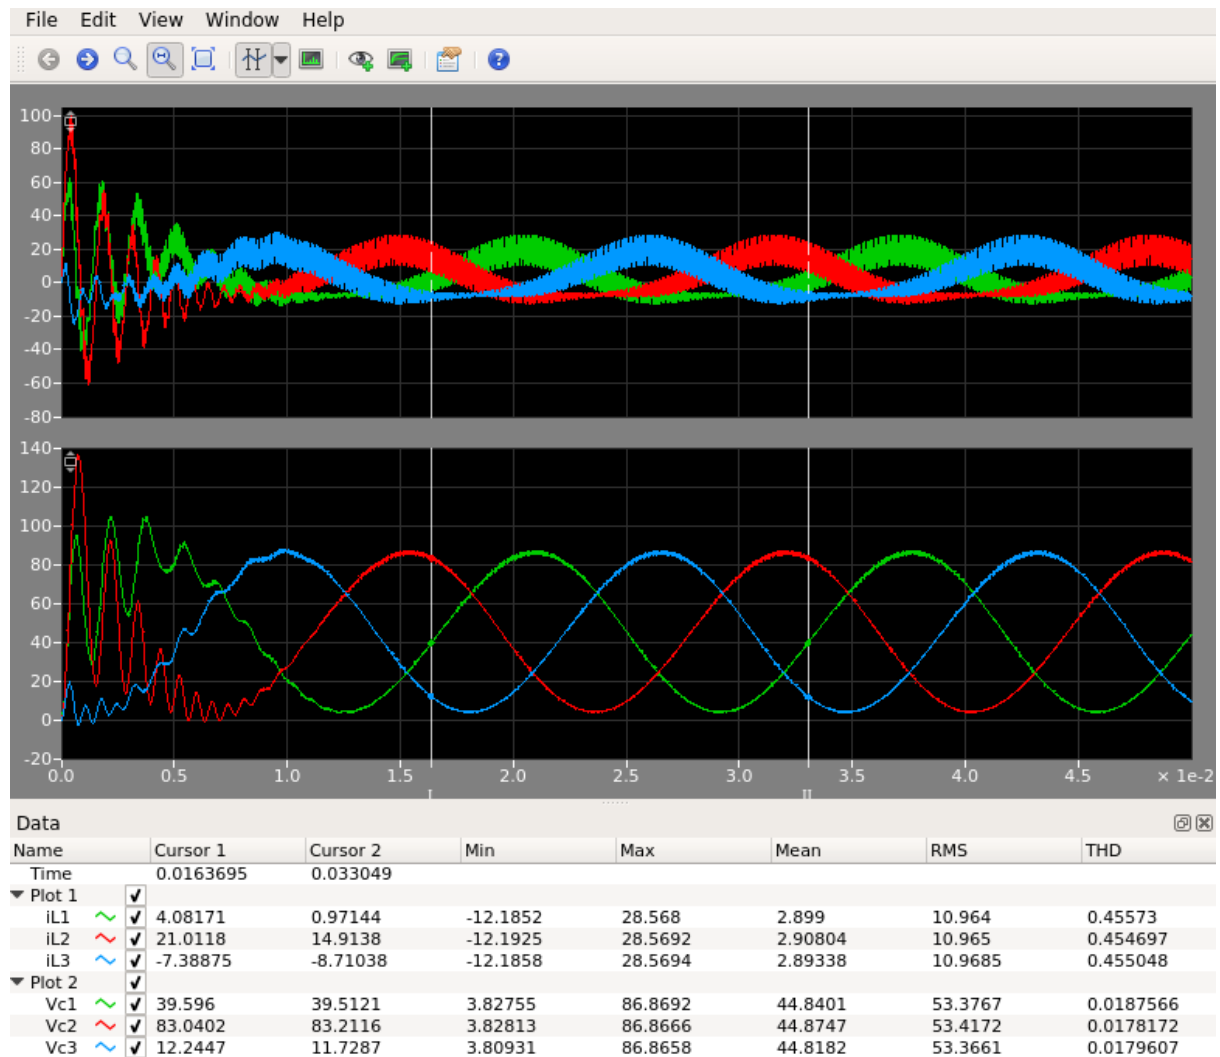 File Edit View Window Help
100
80
60
40
20
0
-20
-40
-60
-80
140
120
100
80
60
40
20
0
-20
0.0 0.5 1.0 1.5 2.0 2.5 3.0 3.5 4.0 4.5 × 1e-2
I II
Data
Name Cursor 1 Cursor 2 Min Max Mean RMS THD
Time 0.0163695 0.033049
Plot 1
iL1 4.08171 0.97144 -12.1852 28.568 2.899 10.964 0.45573
iL2 21.0118 14.9138 -12.1925 28.5692 2.90804 10.965 0.454697
iL3 -7.38875 -8.71038 -12.1858 28.5694 2.89338 10.9685 0.455048
Plot 2
Vc1 39.596 39.5121 3.82755 86.8692 44.8401 53.3767 0.0187566
Vc2 83.0402 83.2116 3.82813 86.8666 44.8747 53.4172 0.0178172
Vc3 12.2447 11.7287 3.80931 86.8658 44.8182 53.3661 0.0179607